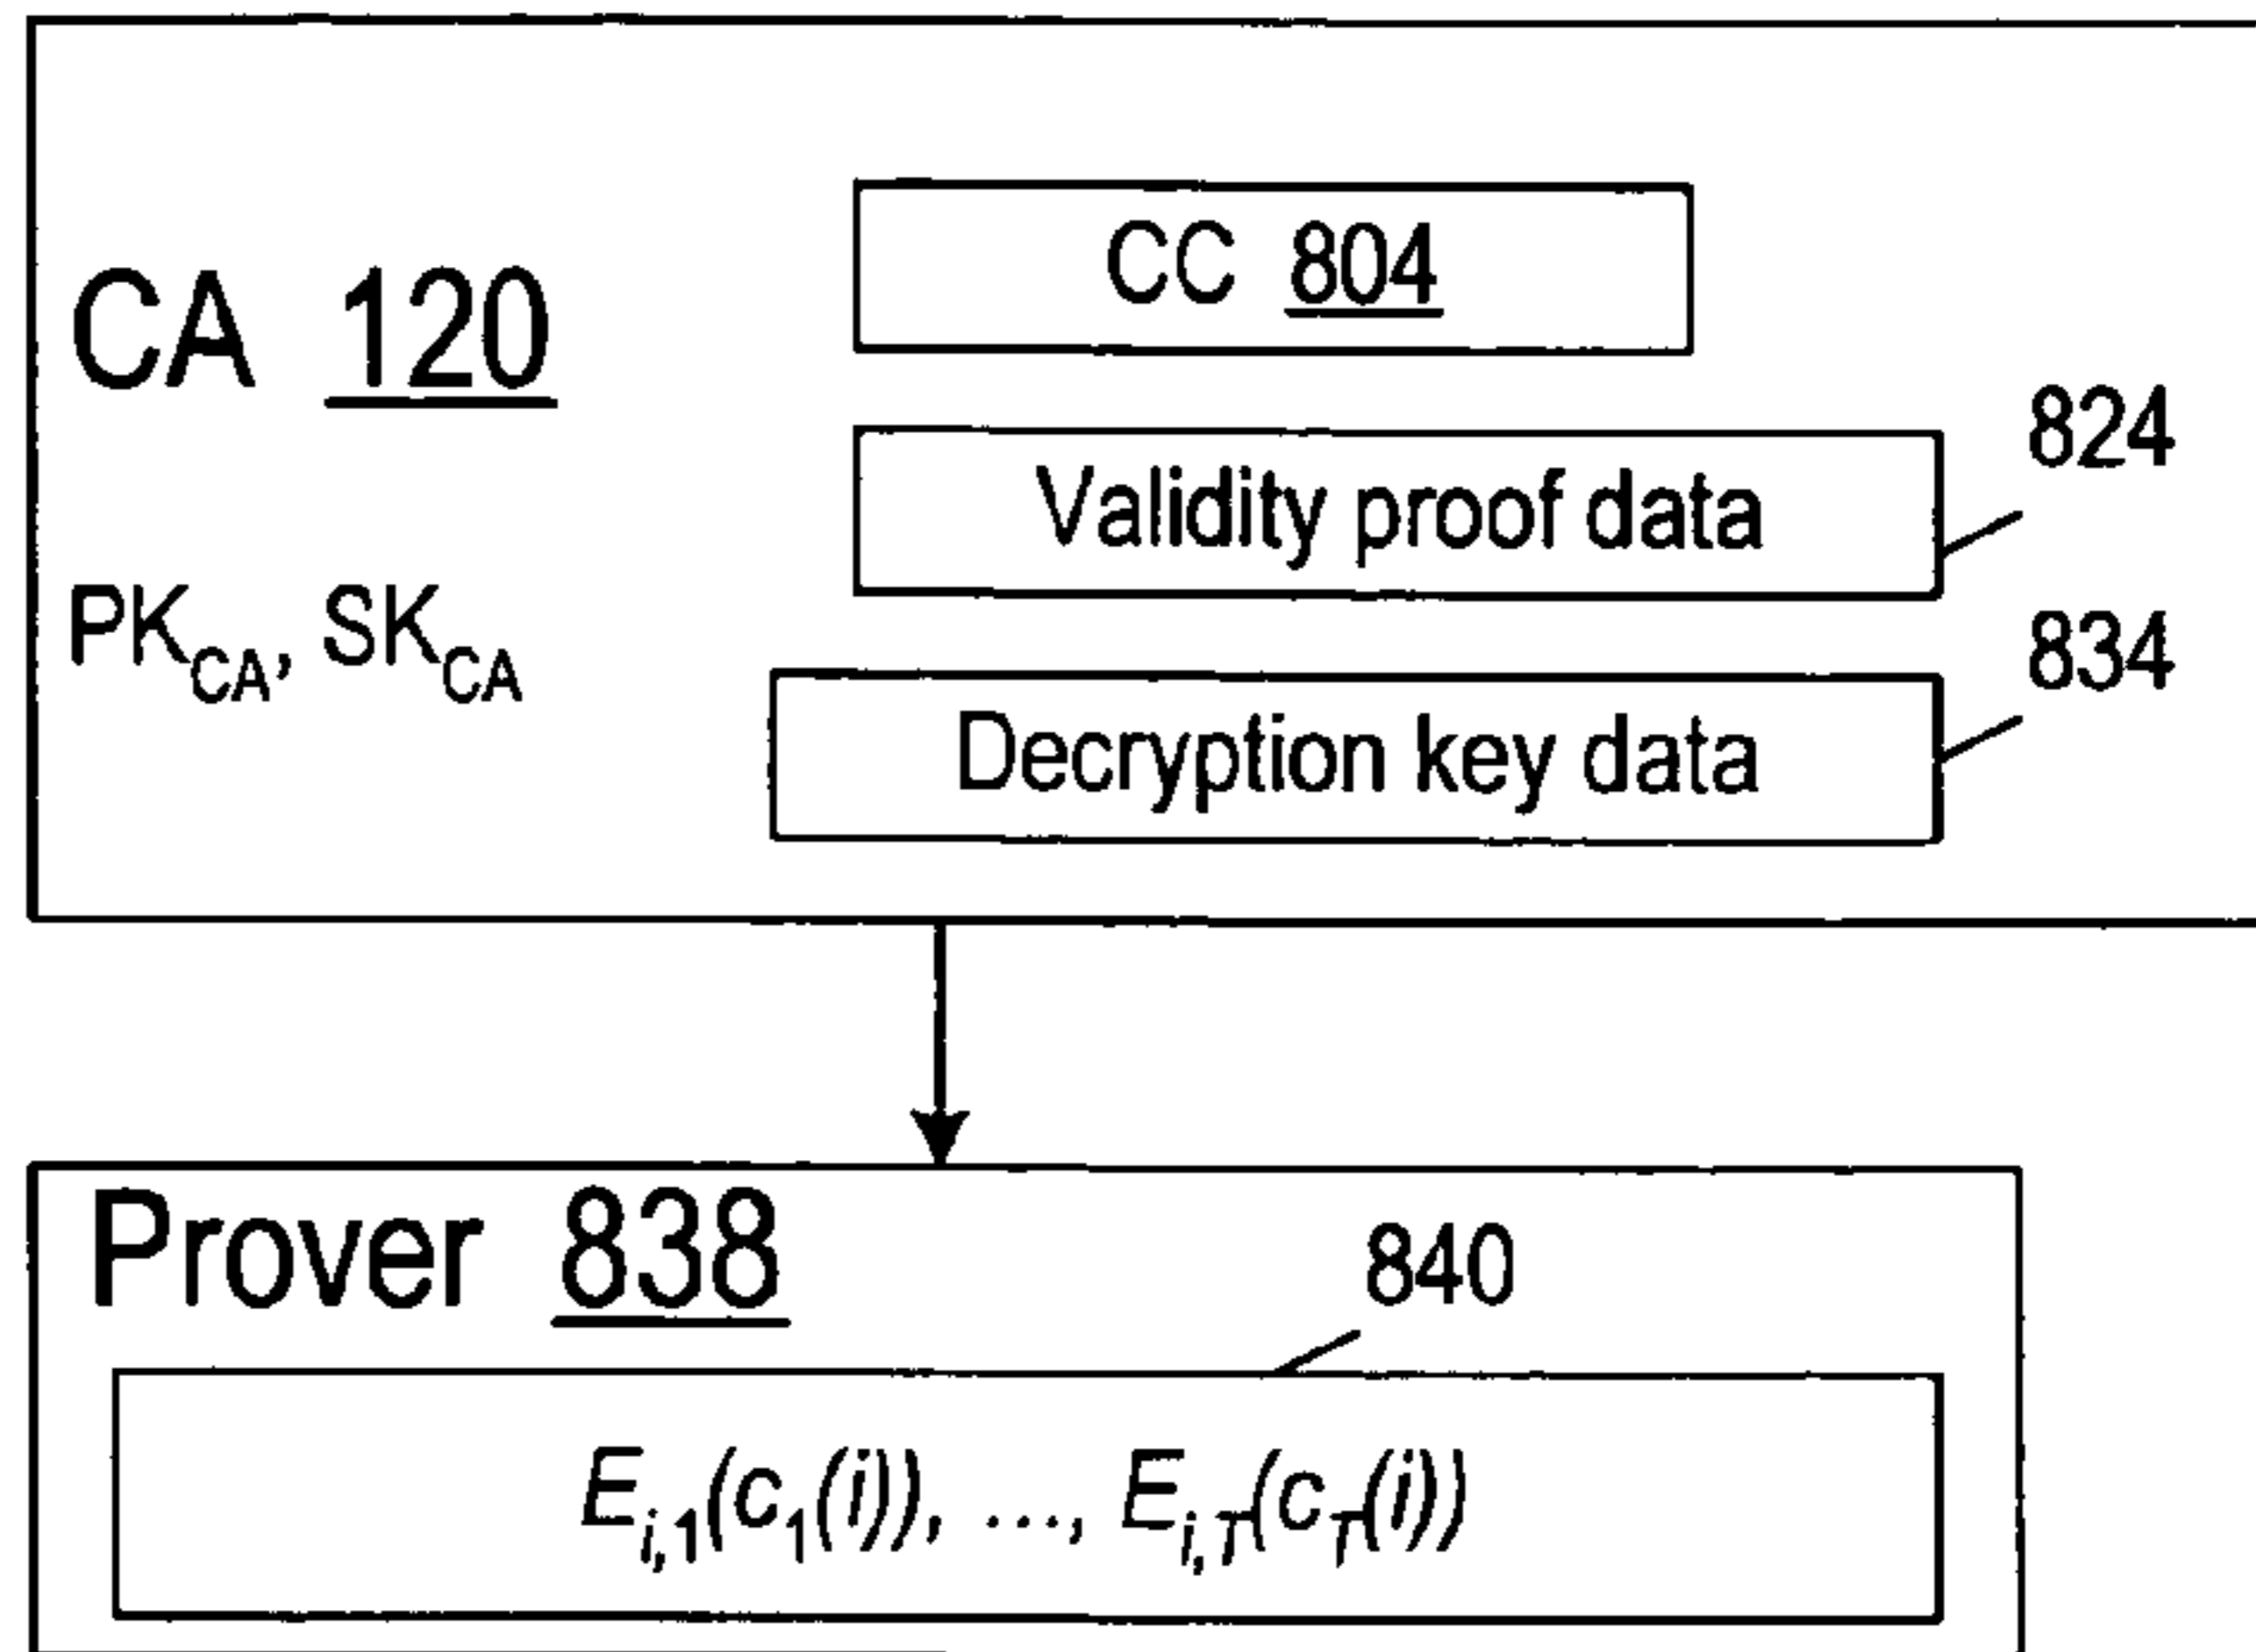 CC 804
CA 120
824
Validity proof data
PK_CA, SK_CA
834
Decryption key data
Prover 838
840
E_i,1(c_1(i)), ..., E_i,T(c_T(i))